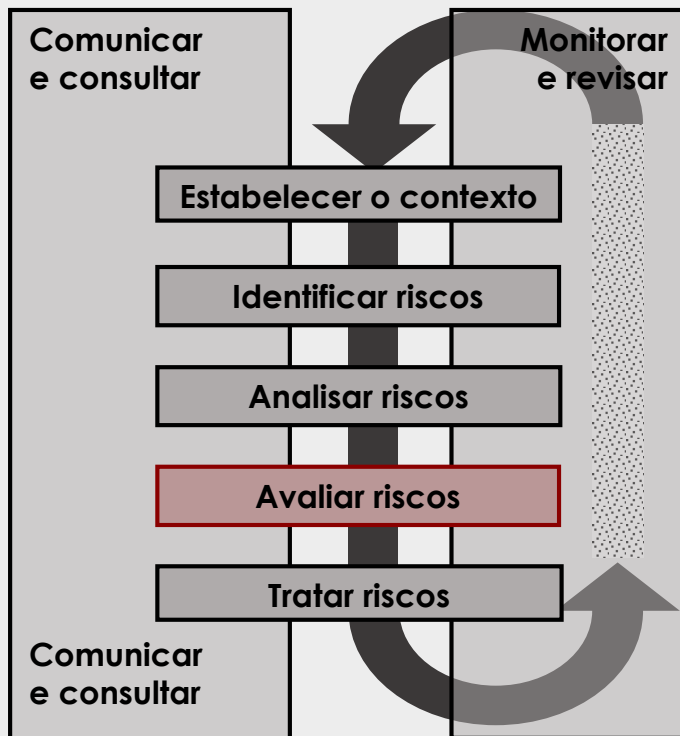 Comunicar
e consultar
Monitorar
e revisar
Estabelecer o contexto
Identificar riscos
Analisar riscos
Avaliar riscos
Tratar riscos
Comunicar
e consultar